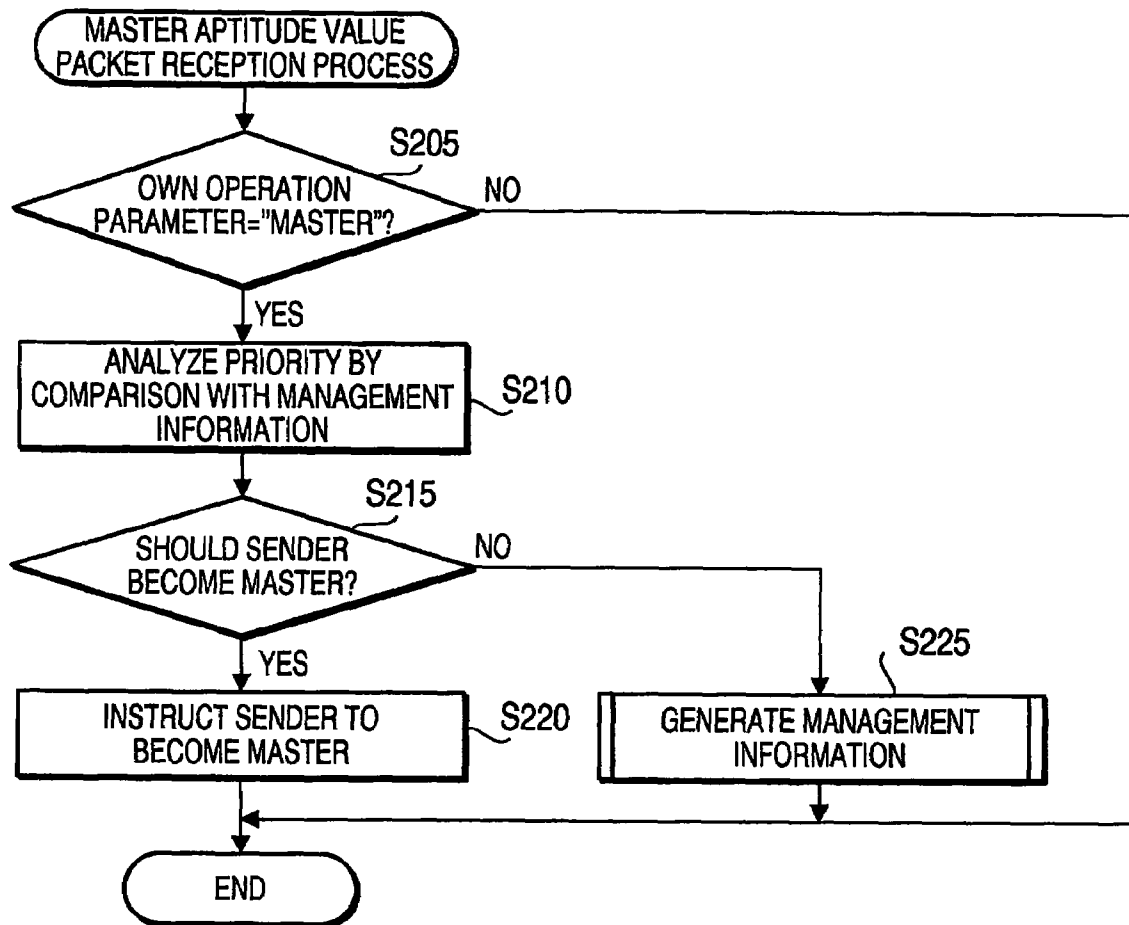 MASTER APTITUDE VALUE
PACKET RECEPTION PROCESS
S205
OWN OPERATION
PARAMETER="MASTER"?
NO
YES
ANALYZE PRIORITY BY
COMPARISON WITH MANAGEMENT
INFORMATION
S210
S215
SHOULD SENDER
BECOME MASTER?
NO
YES
INSTRUCT SENDER TO
BECOME MASTER
S220
S225
GENERATE MANAGEMENT
INFORMATION
END